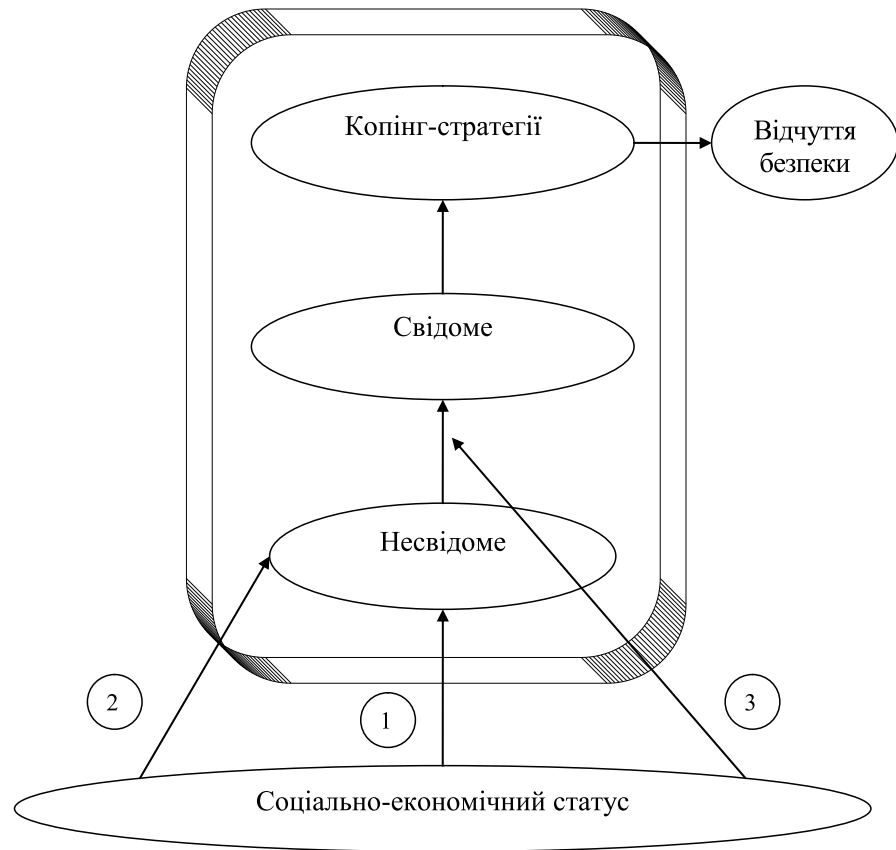 Копінг-стратегії
Відчуття
безпеки
Свідоме
Несвідоме
2
1
3
Соціально-економічний статус